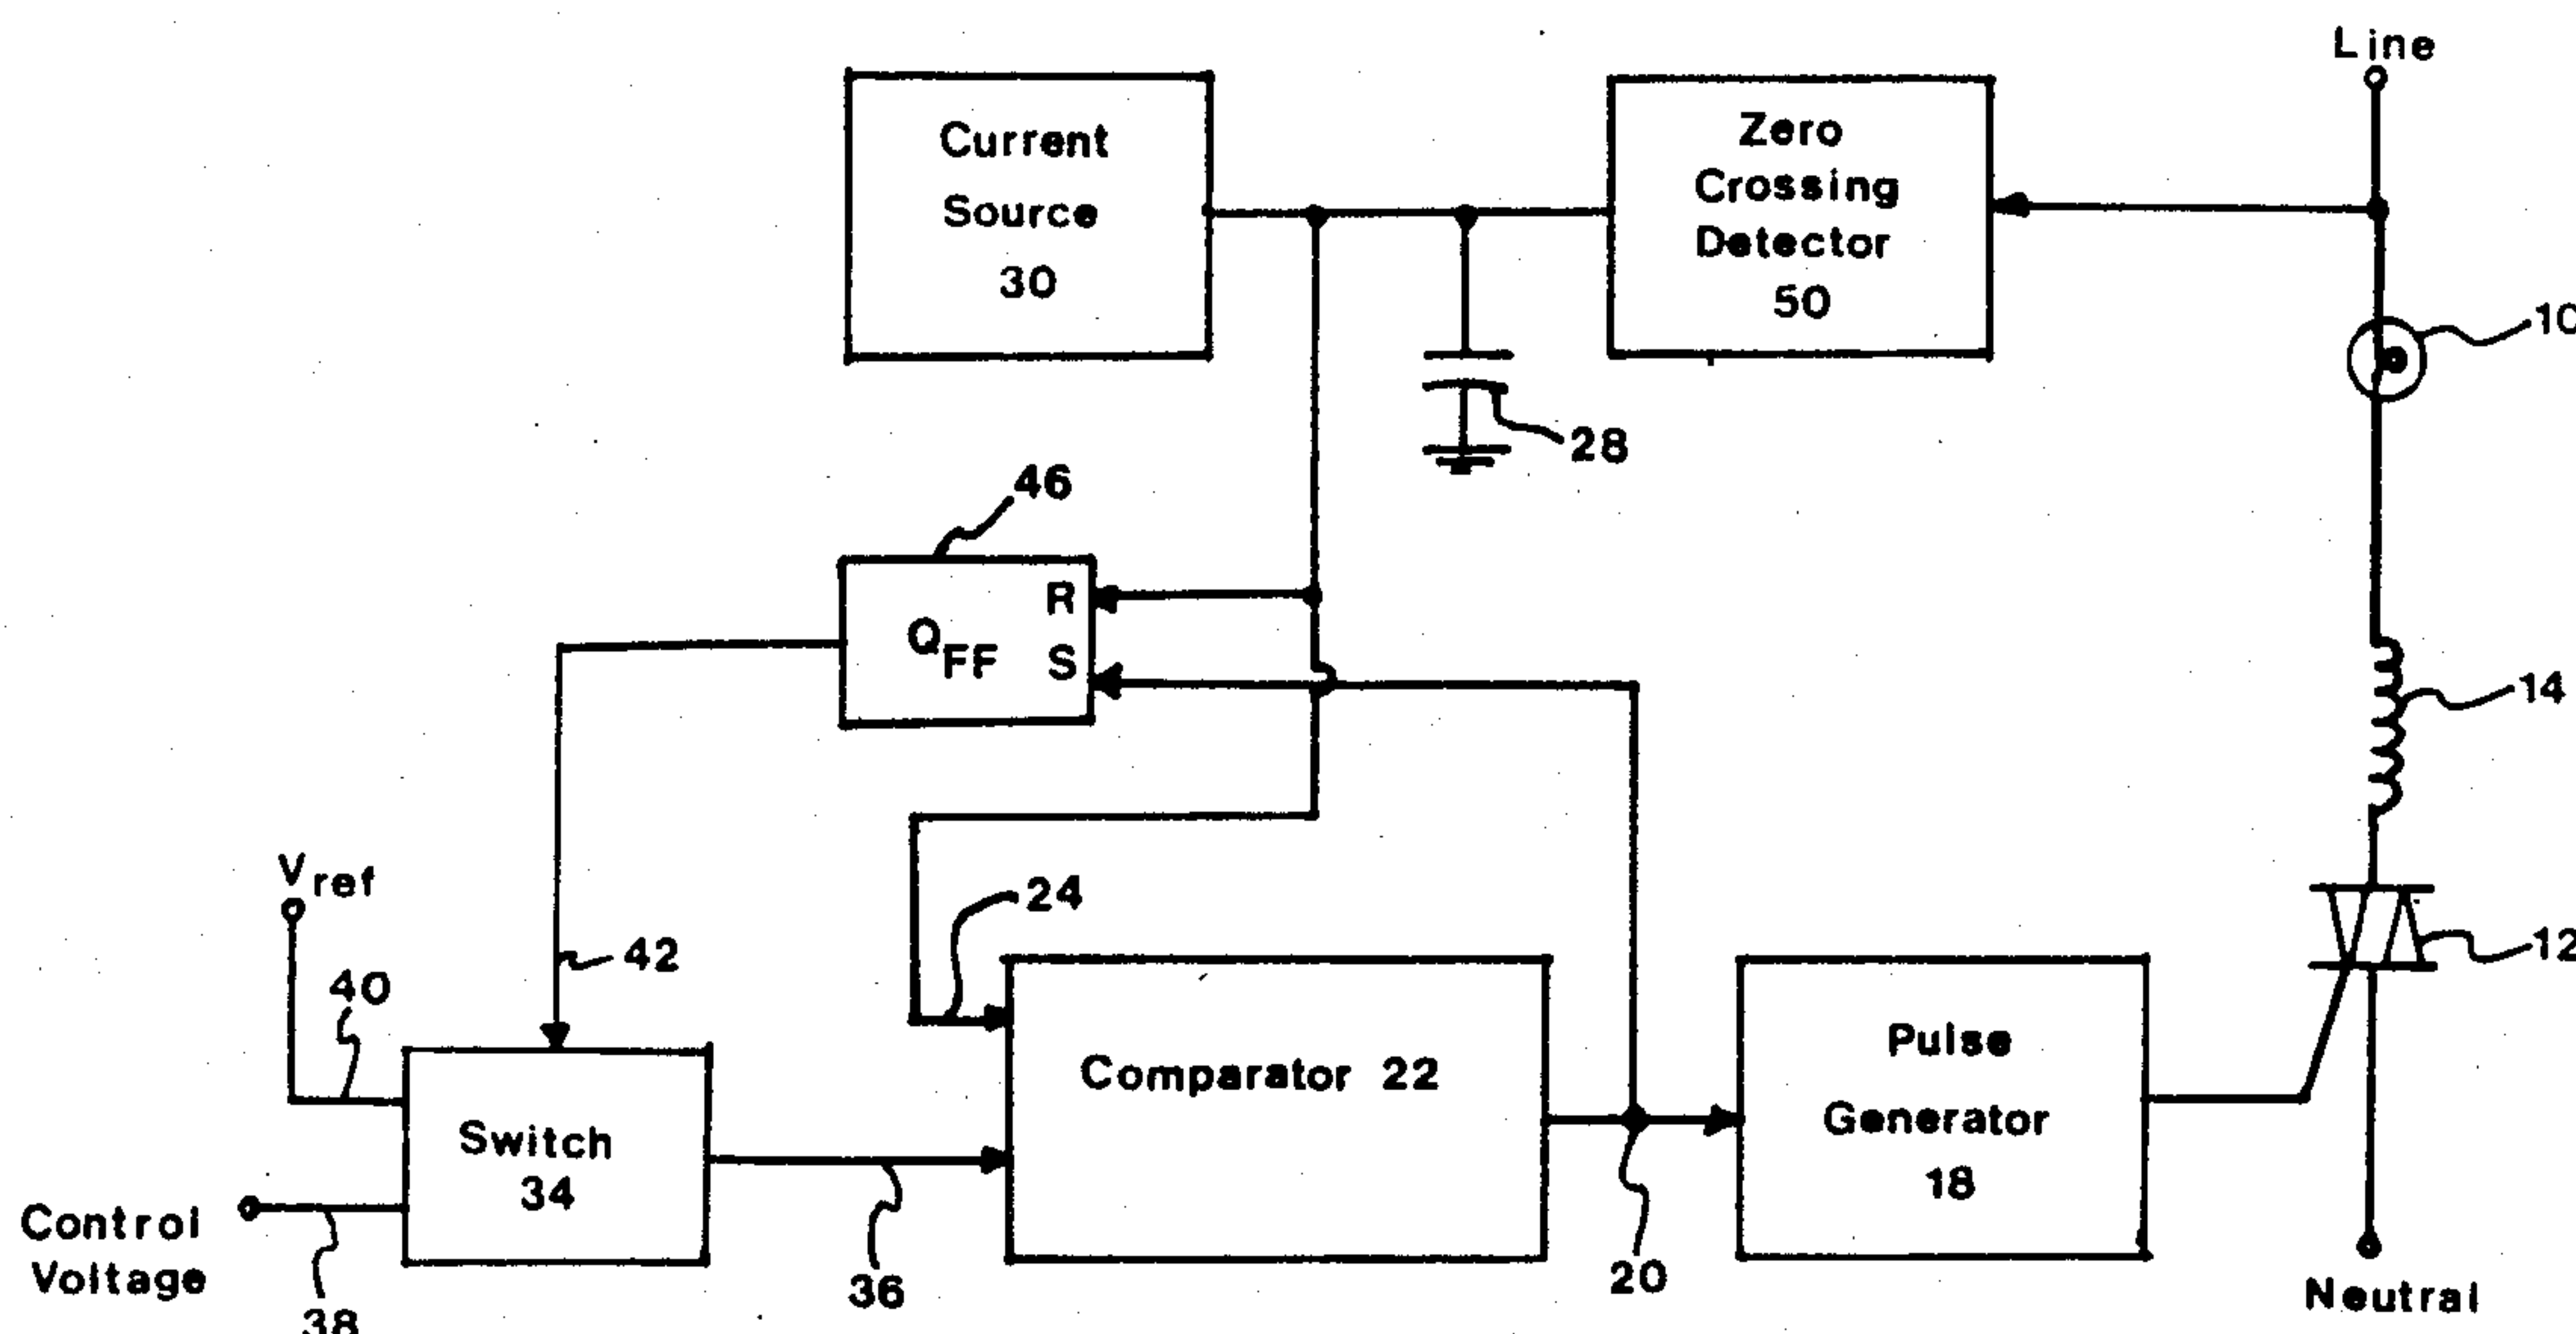 Line
Current
Source
30
Zero
Crossing
Detector
50
10
28
46
R
Q FF
S
14
Vref
24
42
40
12
Comparator 22
Pulse
Generator
18
Switch
34
Control
Voltage
38
36
20
Neutral